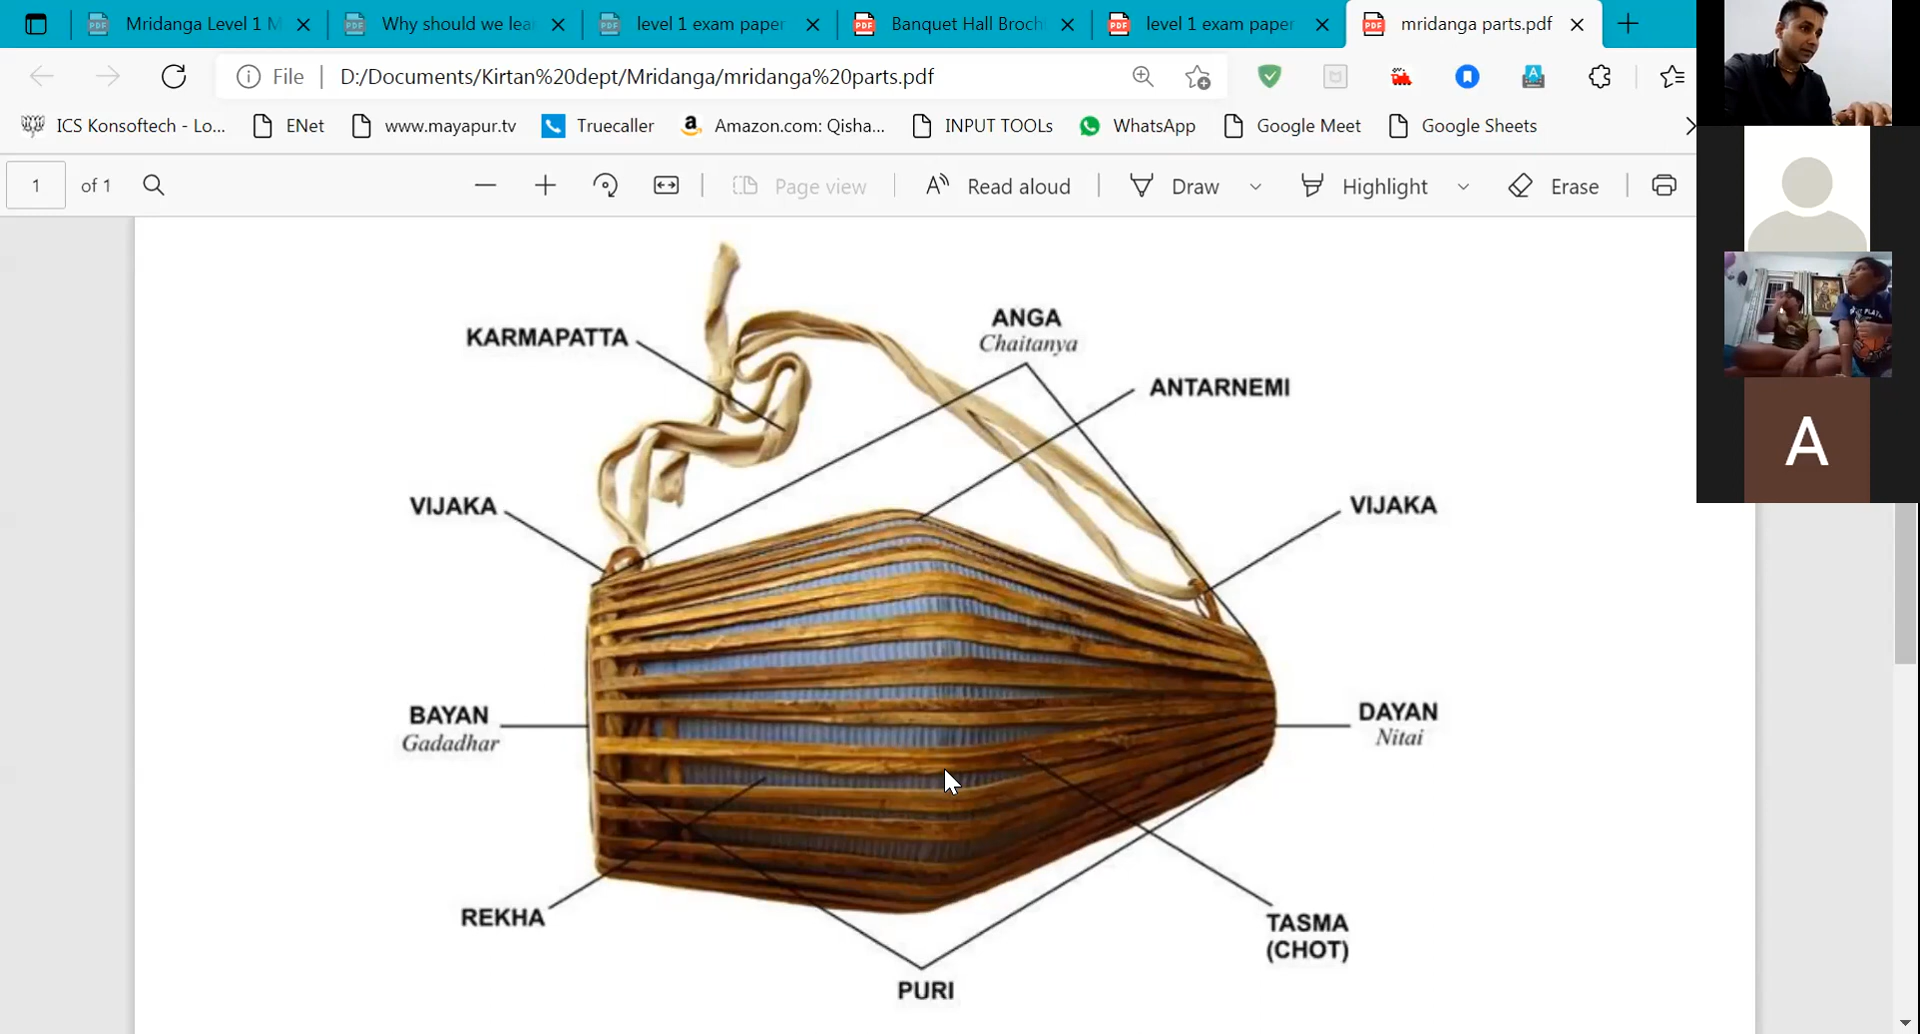 Mridanga Level 1 M
Why should we lea
level 1 exam paper
Banquet Hall Broch
level 1 exam paper
mridanga parts.pdf
File
D:/Documents/Kirtan%20dept/Mridanga/mridanga%20parts.pdf
ICS Konsoftech - Lo...
ENet
www.mayapur.tv
Truecaller
Amazon.com: Qisha...
INPUT TOOLs
WhatsApp
Google Meet
Google Sheets
1 of 1
Page view
Read aloud
Draw
Highlight
Erase
KARMAPATTA
ANGA
Chaitanya
ANTARNEMI
VIJAKA
VIJAKA
BAYAN
Gadadhar
DAYAN
Nitai
REKHA
TASMA
(CHOT)
PURI
A